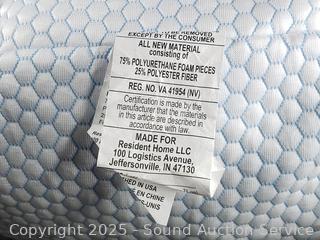 BE REMOVED
EXCEPT BY THE CONSUMER
ALL NEW MATERIAL
consisting of
75% POLYURETHANE FOAM PIECES
25% POLYESTER FIBER
REG. NO. VA 41954 (NV)
Certification is made by the
manufacturer that the materials
in this article are described in
accordance with law.
MADE FOR
Resident Home LLC
100 Logistics Avenue,
Jeffersonville, IN 47130
IN USA
EN CHINE
-UNIS
Copyright 2025 - Sound Auction Service